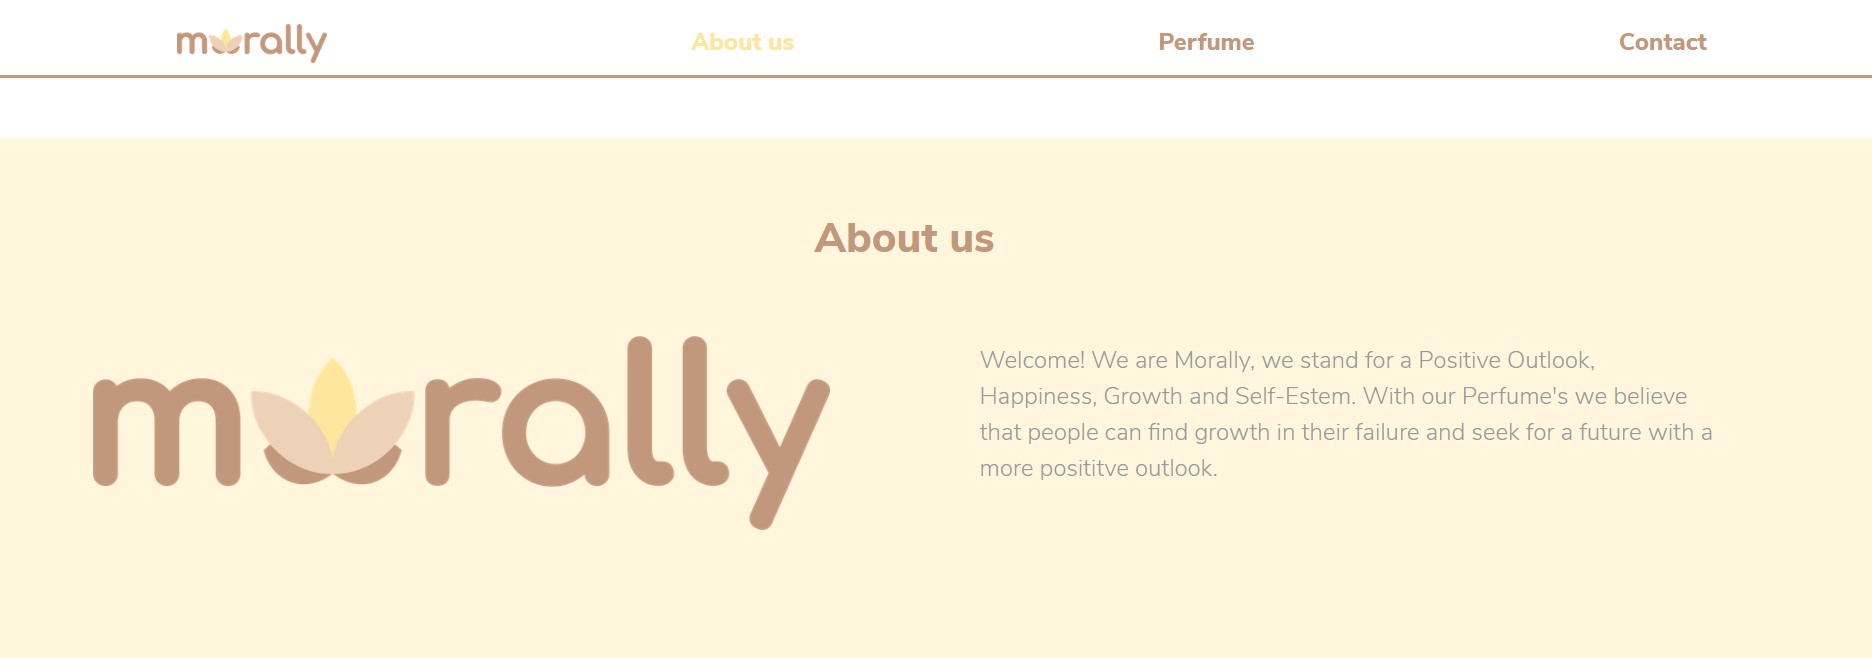 morally
About us
Perfume
Contact
About us
morally
Welcome! We are Morally, we stand for a Positive Outlook,
Happiness, Growth and Self-Estem. With our Perfume's we believe
that people can find growth in their failure and seek for a future with a
more posititve outlook.